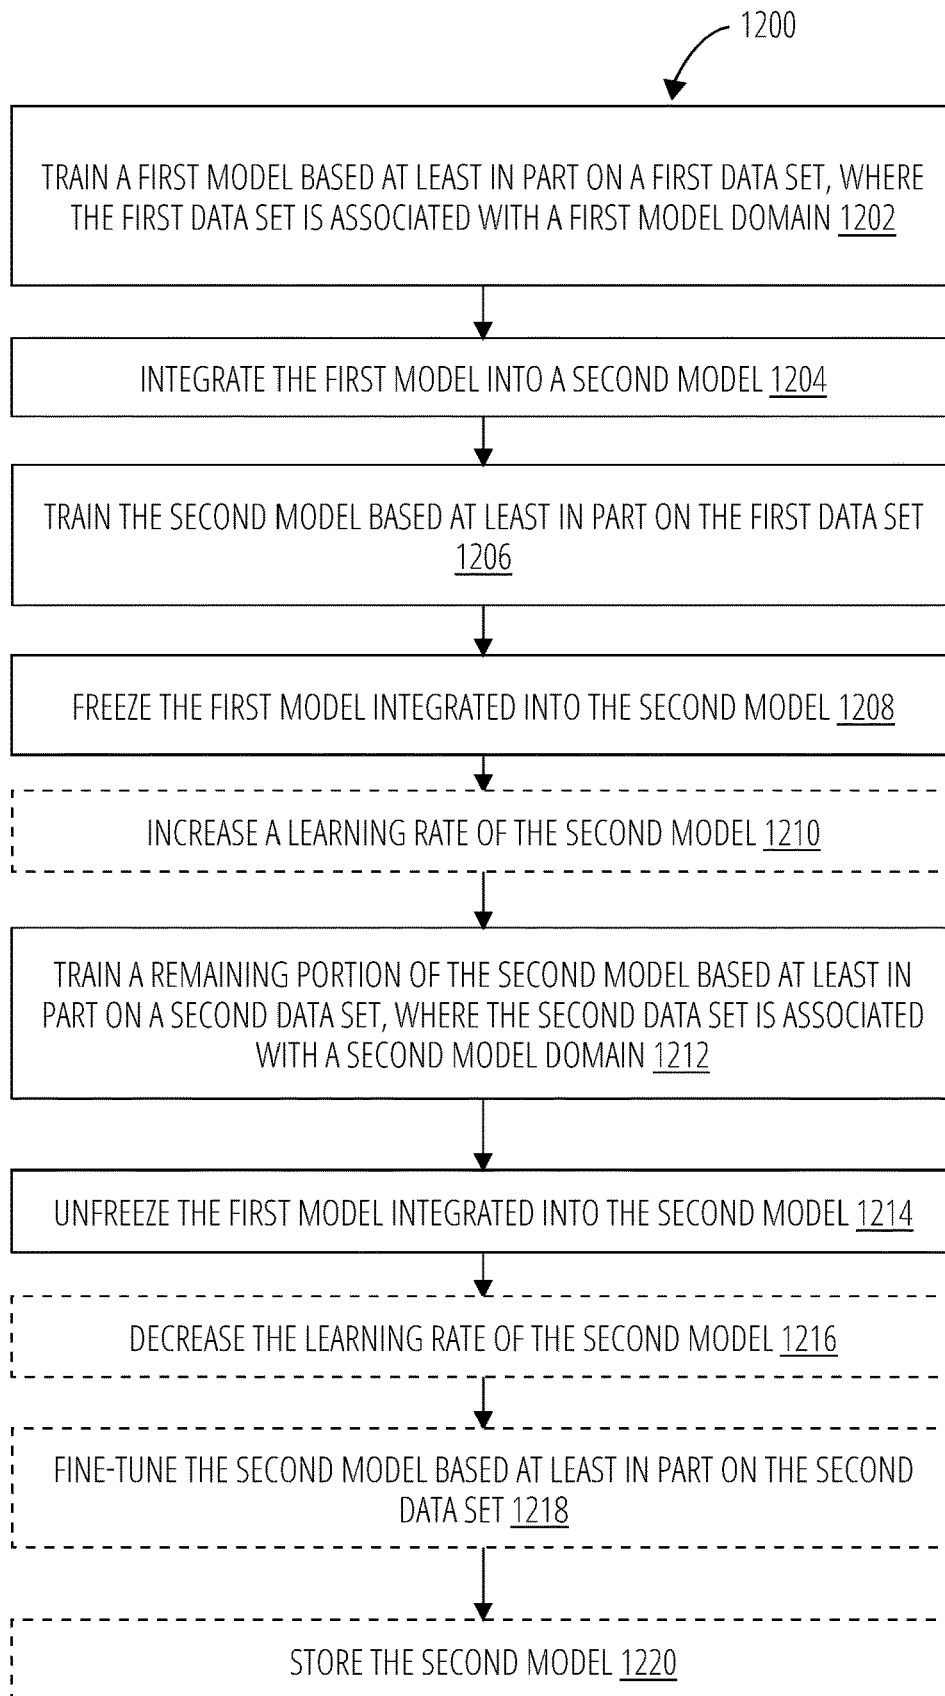 1200
TRAIN A FIRST MODEL BASED AT LEAST IN PART ON A FIRST DATA SET, WHERE
THE FIRST DATA SET IS ASSOCIATED WITH A FIRST MODEL DOMAIN 1202
INTEGRATE THE FIRST MODEL INTO A SECOND MODEL 1204
TRAIN THE SECOND MODEL BASED AT LEAST IN PART ON THE FIRST DATA SET
1206
FREEZE THE FIRST MODEL INTEGRATED INTO THE SECOND MODEL 1208
INCREASE A LEARNING RATE OF THE SECOND MODEL 1210
TRAIN A REMAINING PORTION OF THE SECOND MODEL BASED AT LEAST IN
PART ON A SECOND DATA SET, WHERE THE SECOND DATA SET IS ASSOCIATED
WITH A SECOND MODEL DOMAIN 1212
UNFREEZE THE FIRST MODEL INTEGRATED INTO THE SECOND MODEL 1214
DECREASE THE LEARNING RATE OF THE SECOND MODEL 1216
FINE-TUNE THE SECOND MODEL BASED AT LEAST IN PART ON THE SECOND
DATA SET 1218
STORE THE SECOND MODEL 1220